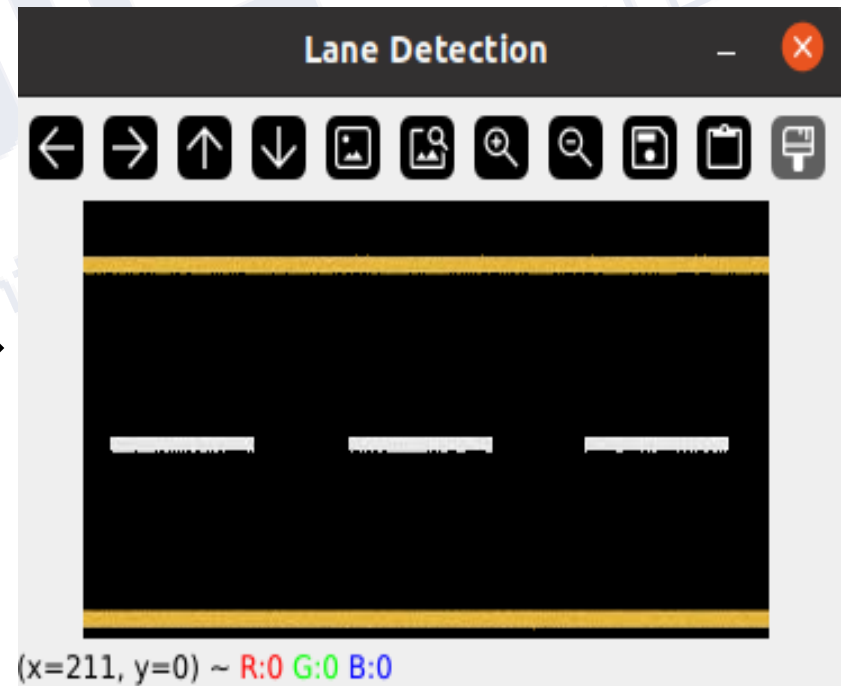 Lane Detection
(x=211, y=0) ~ R:0 G:0 B:0